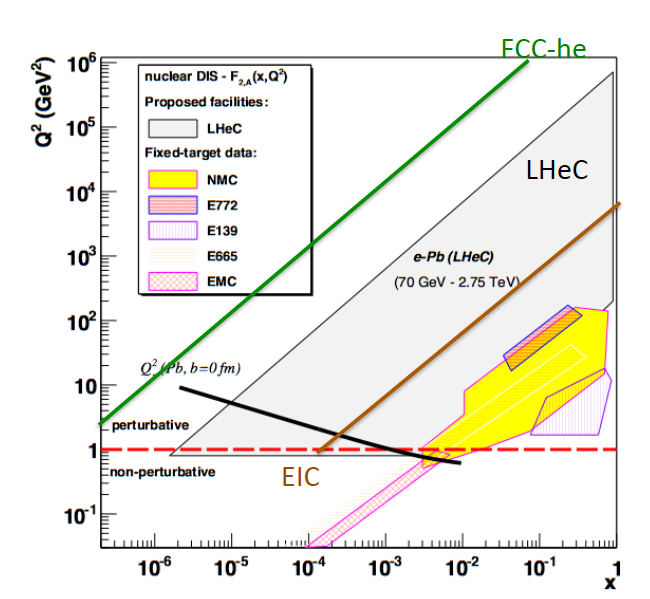 FCC-he
Q² (GeV²)
10⁶
10⁵
10⁴
10³
10²
10
1
10⁻¹
nuclear DIS - F₂,A(x,Q²)
Proposed facilities:
LHeC
Fixed-target data:
NMC
E772
E139
E665
EMC
LHeC
e-Pb (LHeC)
(70 GeV - 2.75 TeV)
Q²(Pb, b=0 fm)
perturbative
non-perturbative
EIC
10⁻⁶ 10⁻⁵ 10⁻⁴ 10⁻³ 10⁻² 10⁻¹ 1
x